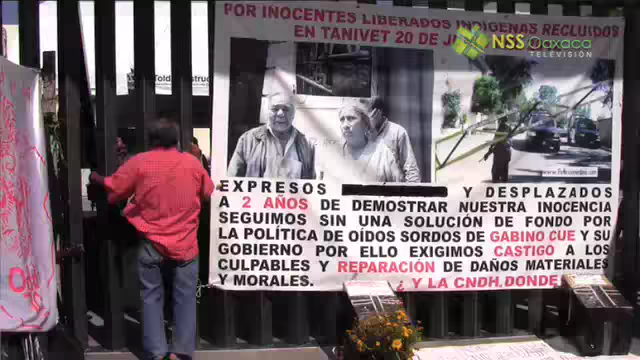 POR INOCENTES LIBERADOS INDÍGENAS RECLUIDOS
EN TANIVET 20 DE
NSS Oaxaca
TELEVISIÓN
EXPRESOS Y DESPLAZADOS
A 2 AÑOS DE DEMOSTRAR NUESTRA INOCENCIA
SEGUIMOS SIN UNA SOLUCIÓN DE FONDO POR
LA POLÍTICA DE OÍDOS SORDOS DE GABINO CUE Y SU
GOBIERNO POR ELLO EXIGIMOS CASTIGO A LOS
CULPABLES Y REPARACIÓN DE DAÑOS MATERIALES
Y MORALES. ¿ Y LA CNDH, DONDE